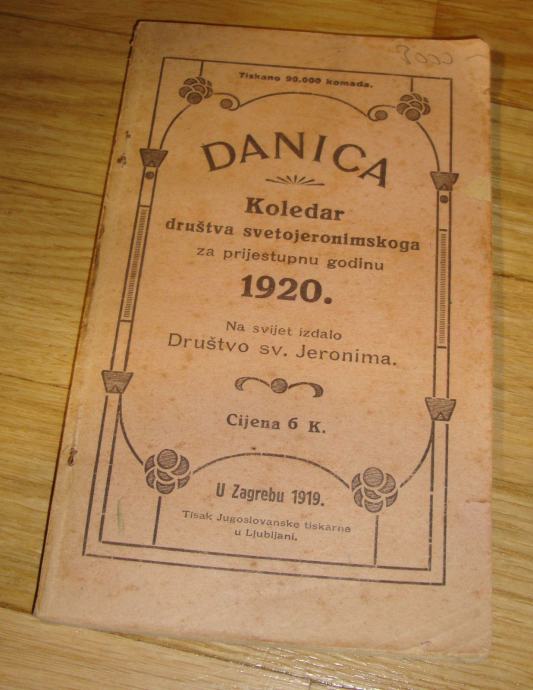 Tiskano 90.000 komada.
DANICA
Koledar
društva svetojeronimskoga
za prijestupnu godinu
1920.
Na svijet izdalo
Društvo sv. Jeronima.
Cijena 6 K.
U Zagrebu 1919.
Tisak Jugoslovanske tiskarne
u Ljubljani.